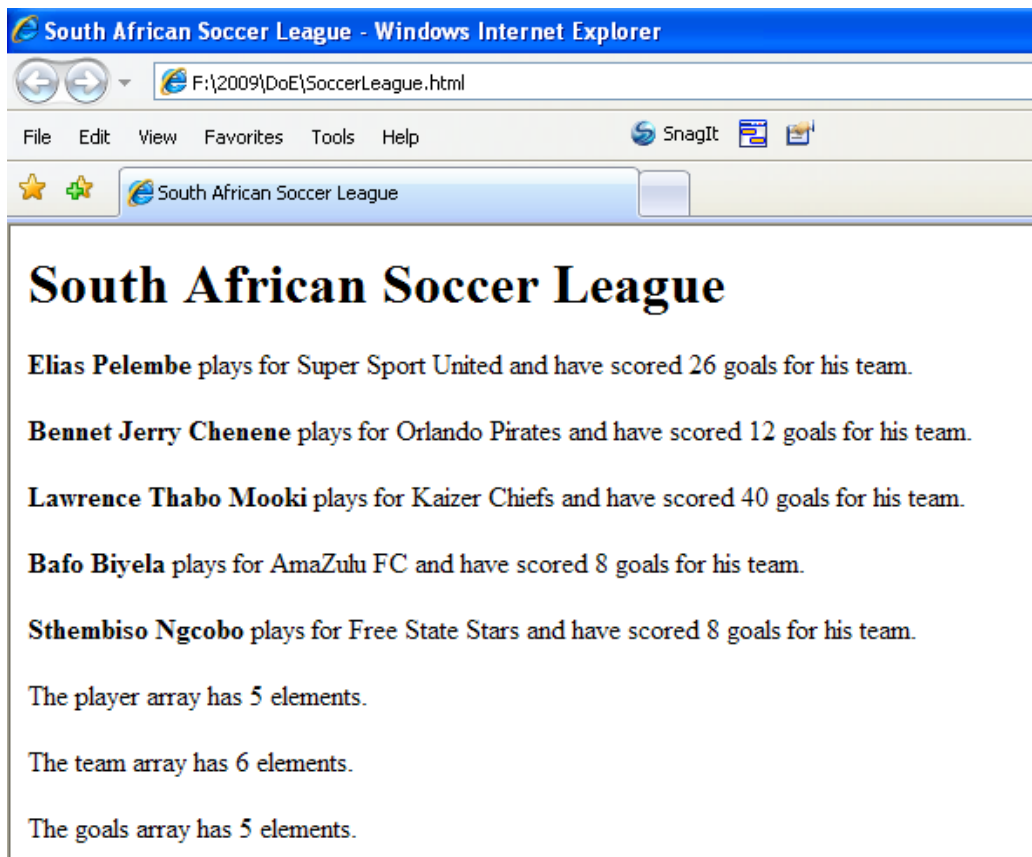 South African Soccer League - Windows Internet Explorer
F:\2009\DoE\SoccerLeague.html
File Edit View Favorites Tools Help SnagIt
South African Soccer League
South African Soccer League
Elias Pelembe plays for Super Sport United and have scored 26 goals for his team.
Bennet Jerry Chenene plays for Orlando Pirates and have scored 12 goals for his team.
Lawrence Thabo Mooki plays for Kaizer Chiefs and have scored 40 goals for his team.
Bafo Biyela plays for AmaZulu FC and have scored 8 goals for his team.
Sthembiso Ngcobo plays for Free State Stars and have scored 8 goals for his team.
The player array has 5 elements.
The team array has 6 elements.
The goals array has 5 elements.